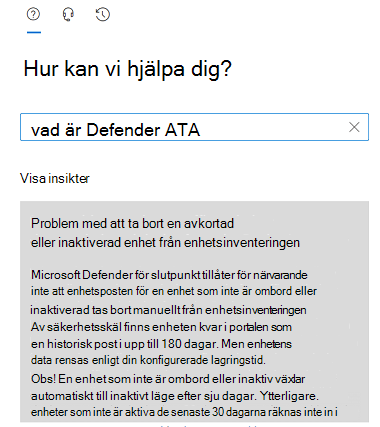 Hur kan vi hjälpa dig?
vad är Defender ATA
Visa insikter
Problem med att ta bort en avkortad
eller inaktiverad enhet från enhetsinventeringen
Microsoft Defender för slutpunkt tillåter för närvarande
inte att enhetsposten för en enhet som inte är ombord eller
inaktiverad tas bort manuellt från enhetsinventeringen
Av säkerhetsskäl finns enheten kvar i portalen som
en historisk post i upp till 180 dagar. Men enhetens
data rensas enligt din konfigurerade lagringstid.
Obs! En enhet som inte är ombord eller inaktiv växlar
automatiskt till inaktivt läge efter sju dagar. Ytterligare.
enheter som inte är aktiva de senaste 30 dagarna räknas inte in i